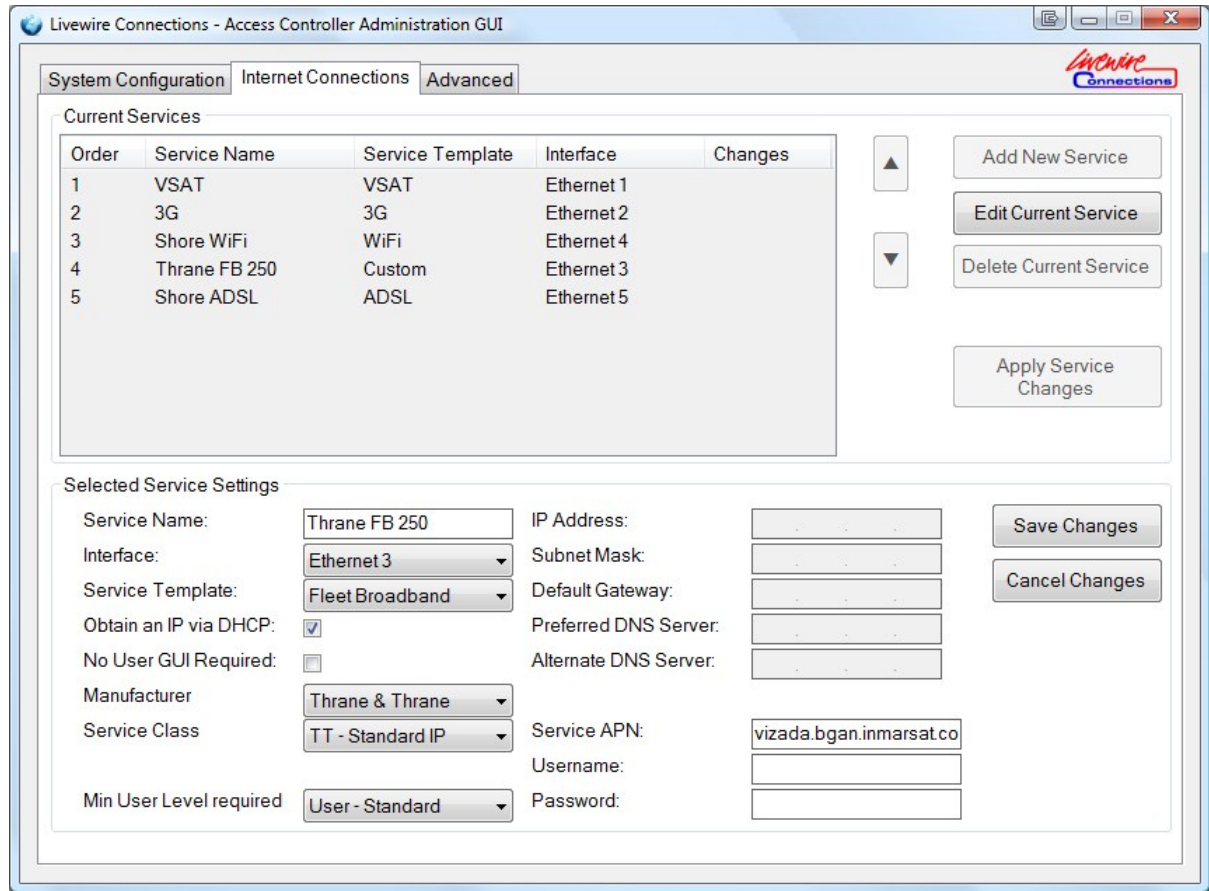 Livewire Connections - Access Controller Administration GUI
System Configuration Internet Connections Advanced
Livewire
Connections
Current Services
Order Service Name Service Template Interface Changes
1 VSAT VSAT Ethernet 1
2 3G 3G Ethernet 2
3 Shore WiFi WiFi Ethernet 4
4 Thrane FB 250 Custom Ethernet 3
5 Shore ADSL ADSL Ethernet 5
Add New Service
Edit Current Service
Delete Current Service
Apply Service
Changes
Selected Service Settings
Service Name: Thrane FB 250 IP Address:
Interface: Ethernet 3 Subnet Mask:
Service Template: Fleet Broadband Default Gateway:
Obtain an IP via DHCP: Preferred DNS Server:
No User GUI Required: Alternate DNS Server:
Manufacturer Thrane & Thrane
Service Class TT - Standard IP Service APN: vizada.bgan.inmarsat.co
Username:
Min User Level required User - Standard Password:
Save Changes
Cancel Changes